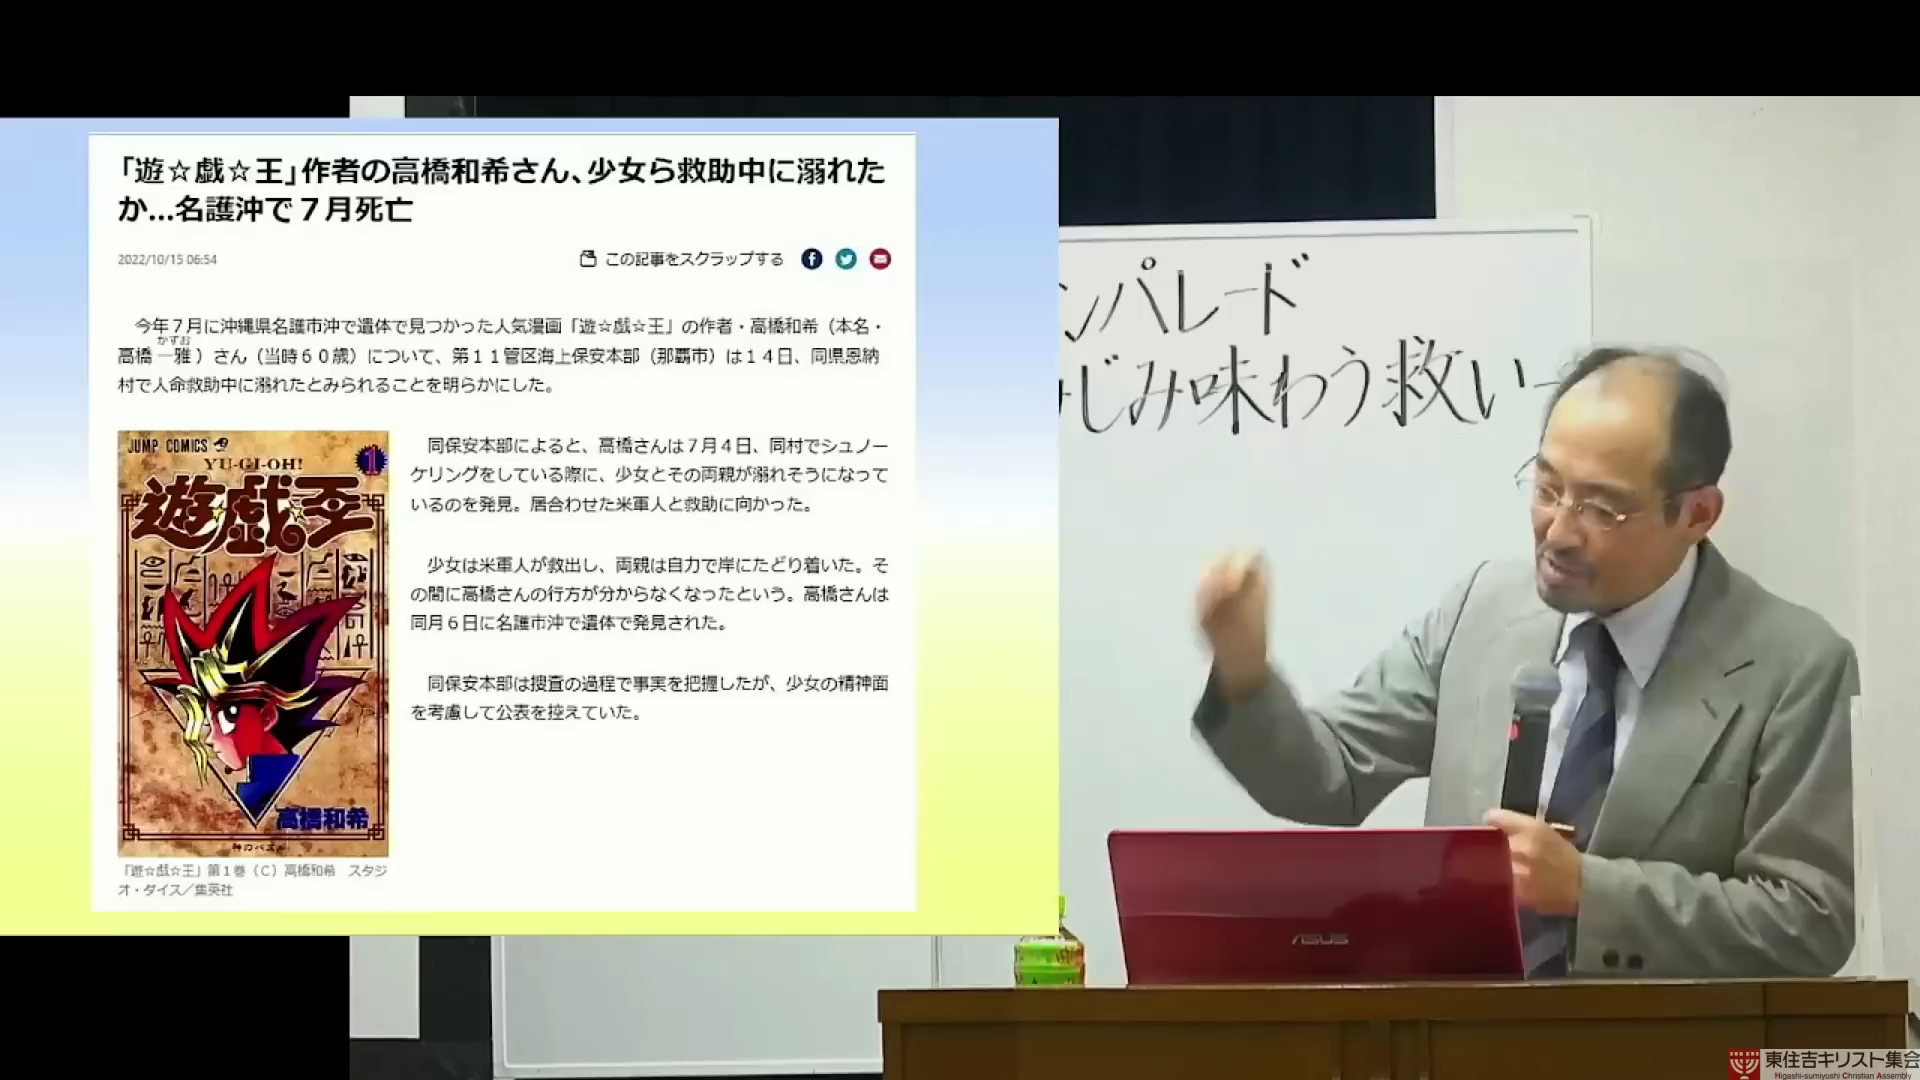 「遊☆戯☆王」作者の高橋和希さん、少女ら救助中に溺れた
か…名護沖で７月死亡
2022/10/15 06:54
この記事をスクラップする
今年７月に沖縄県名護市沖で遺体で見つかった人気漫画「遊☆戯☆王」の作者・高橋和希（本名・
かずお
高橋一雅）さん（当時６０歳）について、第１１管区海上保安本部（那覇市）は１４日、同県恩納
村で人命救助中に溺れたとみられることを明らかにした。
JUMP COMICS
YU-GI-OH!
1
遊☆戯☆王
高橋和希
同保安本部によると、高橋さんは７月４日、同村でシュノー
ケリングをしている際に、少女とその両親が溺れそうになって
いるのを発見。居合わせた米軍人と救助に向かった。
少女は米軍人が救出し、両親は自力で岸にたどり着いた。そ
の間に高橋さんの行方が分からなくなったという。高橋さんは
同月６日に名護市沖で遺体で発見された。
同保安本部は捜査の過程で事実を把握したが、少女の精神面
を考慮して公表を控えていた。
「遊☆戯☆王」第１巻（Ｃ）高橋和希　スタジ
オ・ダイス／集英社
ンパレード
じみ味わう救い
ASUS
東住吉キリスト集会
Higashi-sumiyoshi Christian Assembly